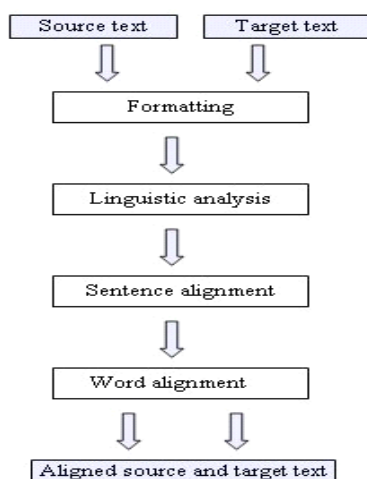 Source text
Target text
Formatting
Linguistic analysis
Sentence alignment
Word alignment
Aligned source and target text